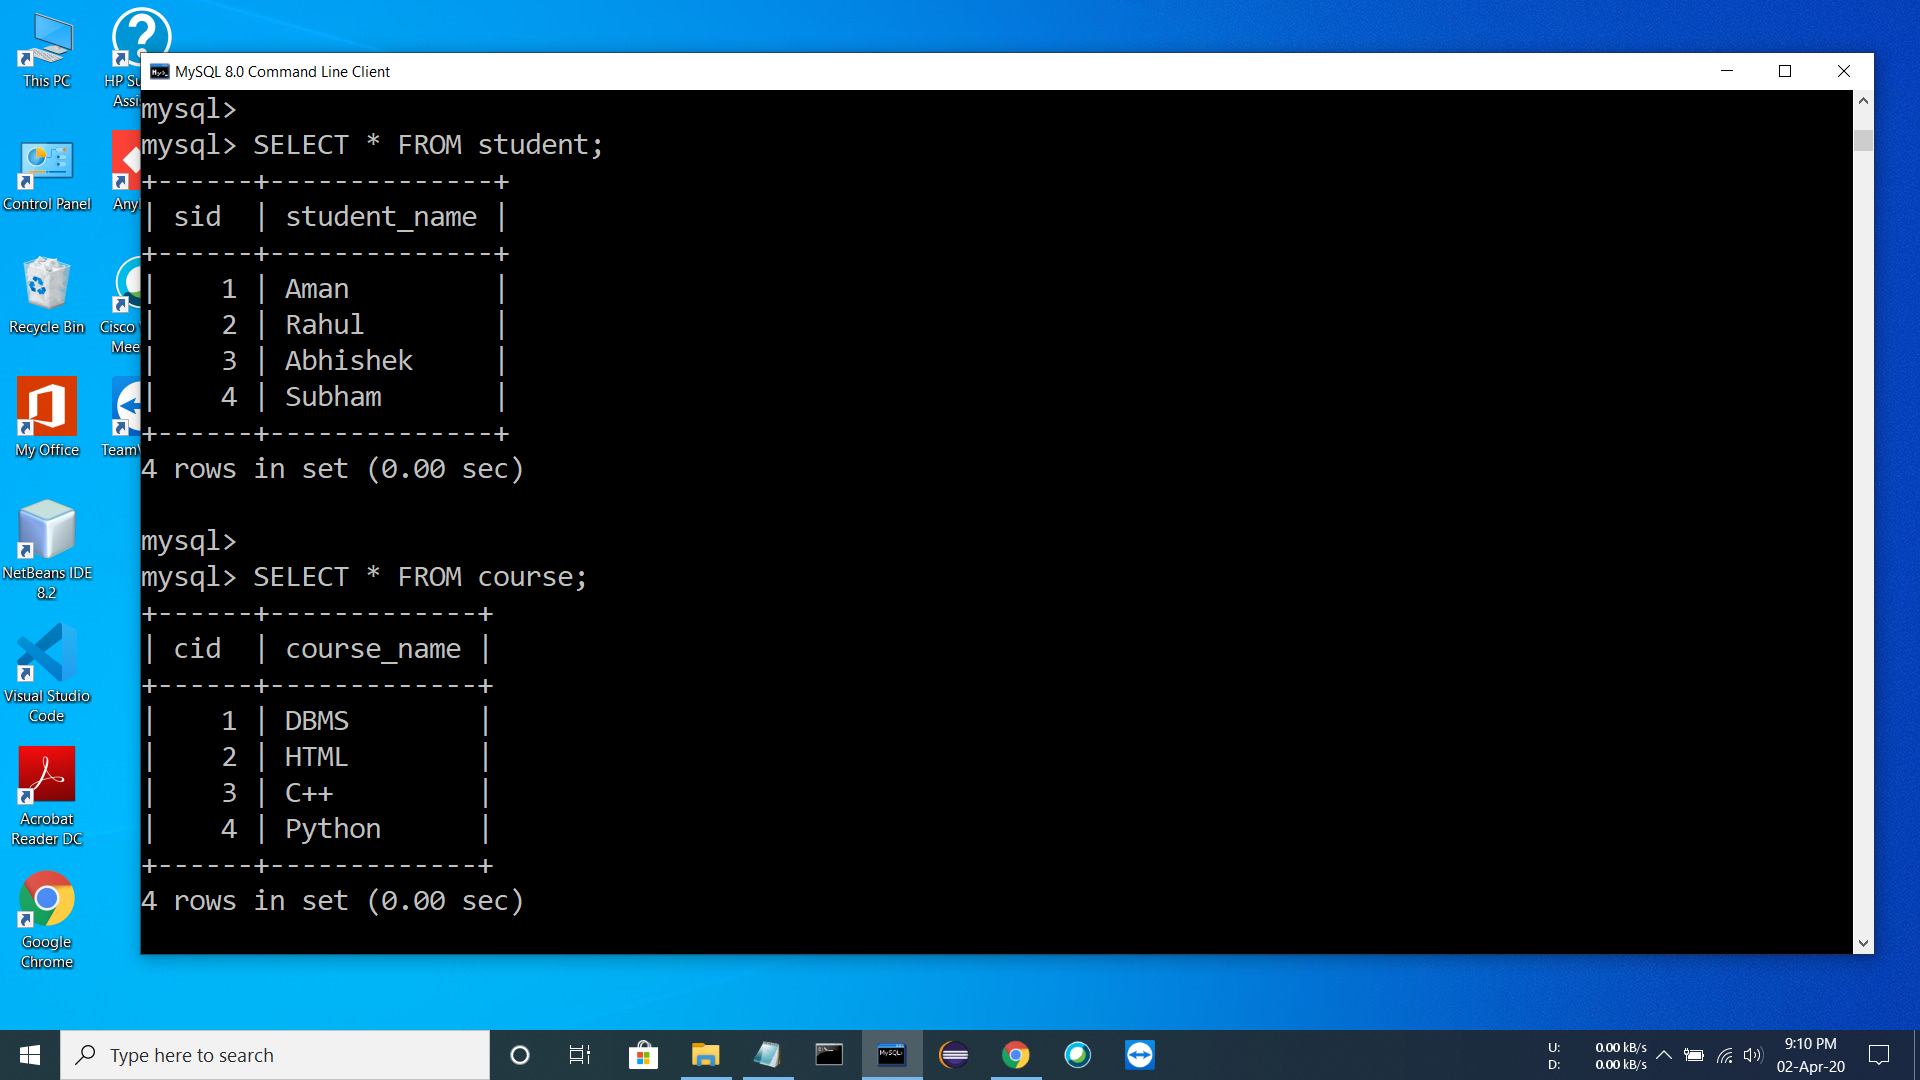 This PC
HP Su
Assi
Control Panel
Any
Recycle Bin
Cisco
Mee
My Office
Team
NetBeans IDE
8.2
Visual Studio
Code
Acrobat
Reader DC
Google
Chrome
MySQL 8.0 Command Line Client
mysql>
mysql> SELECT * FROM student;
+------+--------------+
| sid  | student_name |
+------+--------------+
|    1 | Aman         |
|    2 | Rahul        |
|    3 | Abhishek     |
|    4 | Subham       |
+------+--------------+
4 rows in set (0.00 sec)
mysql>
mysql> SELECT * FROM course;
+------+-------------+
| cid  | course_name |
+------+-------------+
|    1 | DBMS        |
|    2 | HTML        |
|    3 | C++         |
|    4 | Python      |
+------+-------------+
4 rows in set (0.00 sec)
Type here to search
U: 0.00 kB/s
D: 0.00 kB/s
9:10 PM
02-Apr-20